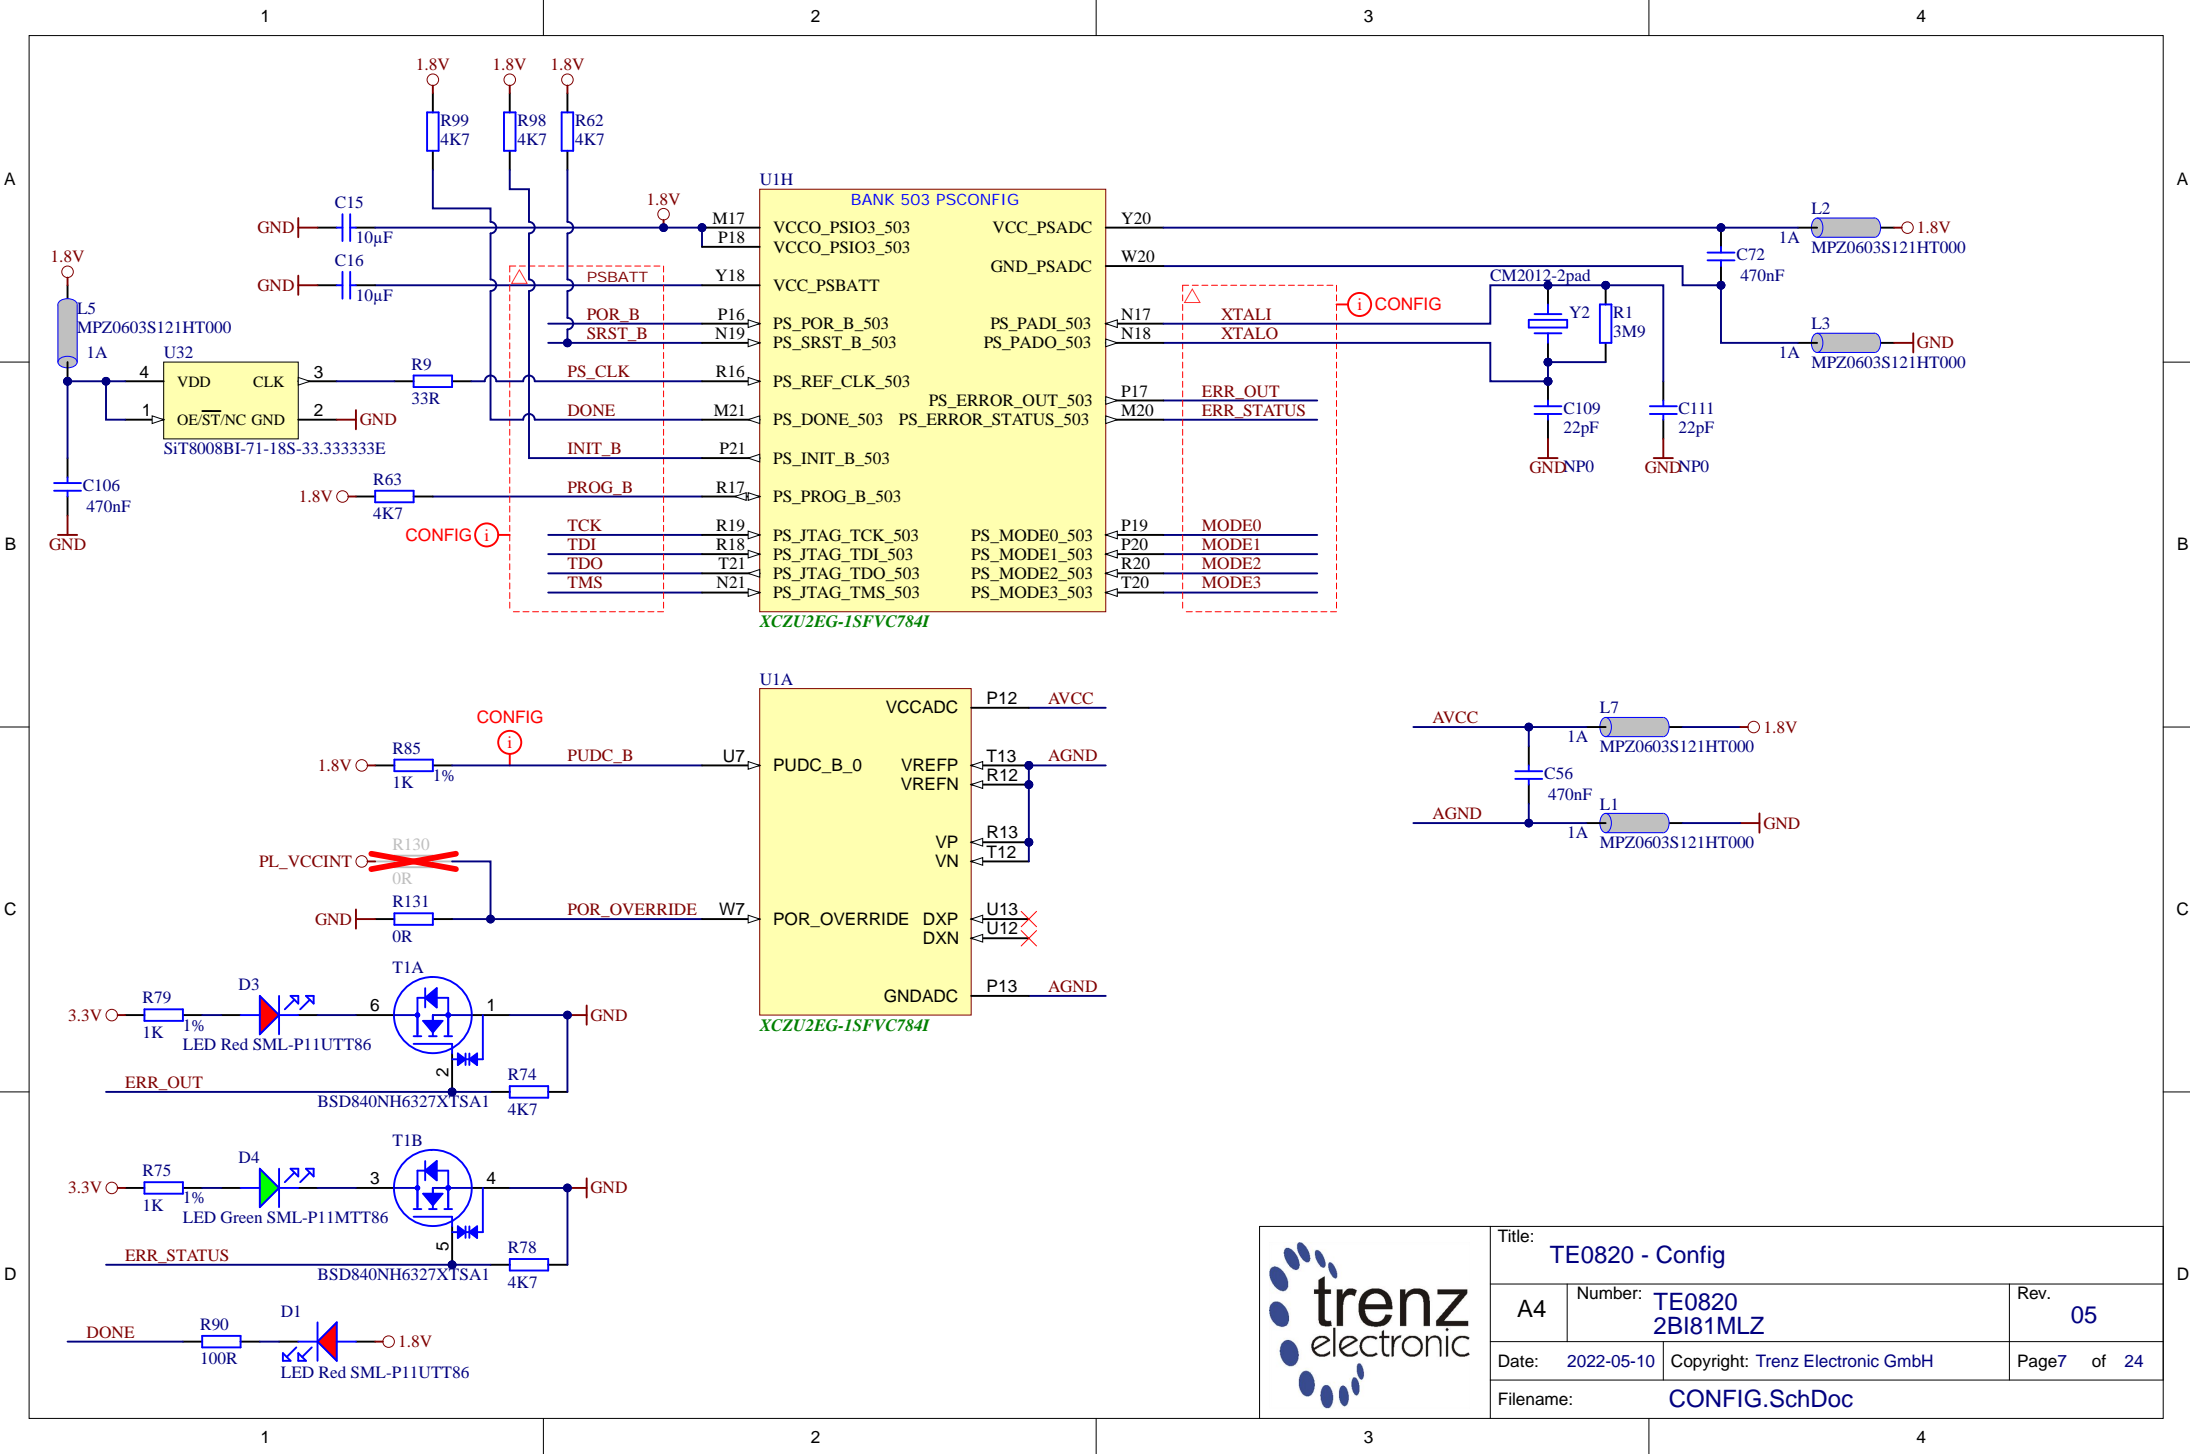 1 2 3 4
A A
B B
C C
D D
1.8V 1.8V 1.8V
R99 4K7
R98 4K7
R62 4K7
C15
GND 10µF
1.8V
C16
GND 10µF
1.8V
L5
MPZ0603S121HT000
1A
U32
4 VDD CLK 3
1 OE/ST/NC GND 2 GND
SiT8008BI-71-18S-33.333333E
C106
470nF
GND
R9
33R
1.8V R63
4K7
CONFIG
PSBATT
POR_B
SRST_B
PS_CLK
DONE
INIT_B
PROG_B
TCK
TDI
TDO
TMS
U1H
BANK 503 PSCONFIG
M17 VCCO_PSIO3_503
P18 VCCO_PSIO3_503
Y18 VCC_PSBATT
P16 PS_POR_B_503
N19 PS_SRST_B_503
R16 PS_REF_CLK_503
M21 PS_DONE_503
P21 PS_INIT_B_503
R17 PS_PROG_B_503
R19 PS_JTAG_TCK_503
R18 PS_JTAG_TDI_503
T21 PS_JTAG_TDO_503
N21 PS_JTAG_TMS_503
VCC_PSADC Y20
GND_PSADC W20
PS_PADI_503 N17 XTALI
PS_PADO_503 N18 XTALO
PS_ERROR_OUT_503 P17 ERR_OUT
PS_ERROR_STATUS_503 M20 ERR_STATUS
PS_MODE0_503 P19 MODE0
PS_MODE1_503 P20 MODE1
PS_MODE2_503 R20 MODE2
PS_MODE3_503 T20 MODE3
XCZU2EG-1SFVC784I
CONFIG
CM2012-2pad
Y2
R1
3M9
C109
22pF
GND NP0
C111
22pF
GND NP0
L2
1A 1.8V
MPZ0603S121HT000
C72
470nF
L3
1A GND
MPZ0603S121HT000
U1A
VCCADC P12 AVCC
VREFP T13 AGND
VREFN R12
VP R13
VN T12
DXP U13
DXN U12
GNDADC P13 AGND
U7 PUDC_B_0
W7 POR_OVERRIDE
XCZU2EG-1SFVC784I
CONFIG
1.8V R85
1K 1%
PUDC_B
R130
PL_VCCINT
0R
R131
GND
0R
POR_OVERRIDE
AVCC L7
1A 1.8V
MPZ0603S121HT000
C56
470nF
AGND L1
1A GND
MPZ0603S121HT000
3.3V R79
1K 1%
D3
LED Red SML-P11UTT86
T1A
6 1 GND
2
BSD840NH6327XTSA1
ERR_OUT
R74
4K7
3.3V R75
1K 1%
D4
LED Green SML-P11MTT86
T1B
3 4 GND
5
BSD840NH6327XTSA1
ERR_STATUS
R78
4K7
DONE R90
100R
D1
1.8V
LED Red SML-P11UTT86
trenz
electronic
Title:
TE0820 - Config
A4
Number: TE0820
2BI81MLZ
Rev.
05
Date: 2022-05-10 Copyright: Trenz Electronic GmbH Page7 of 24
Filename: CONFIG.SchDoc
1 2 3 4